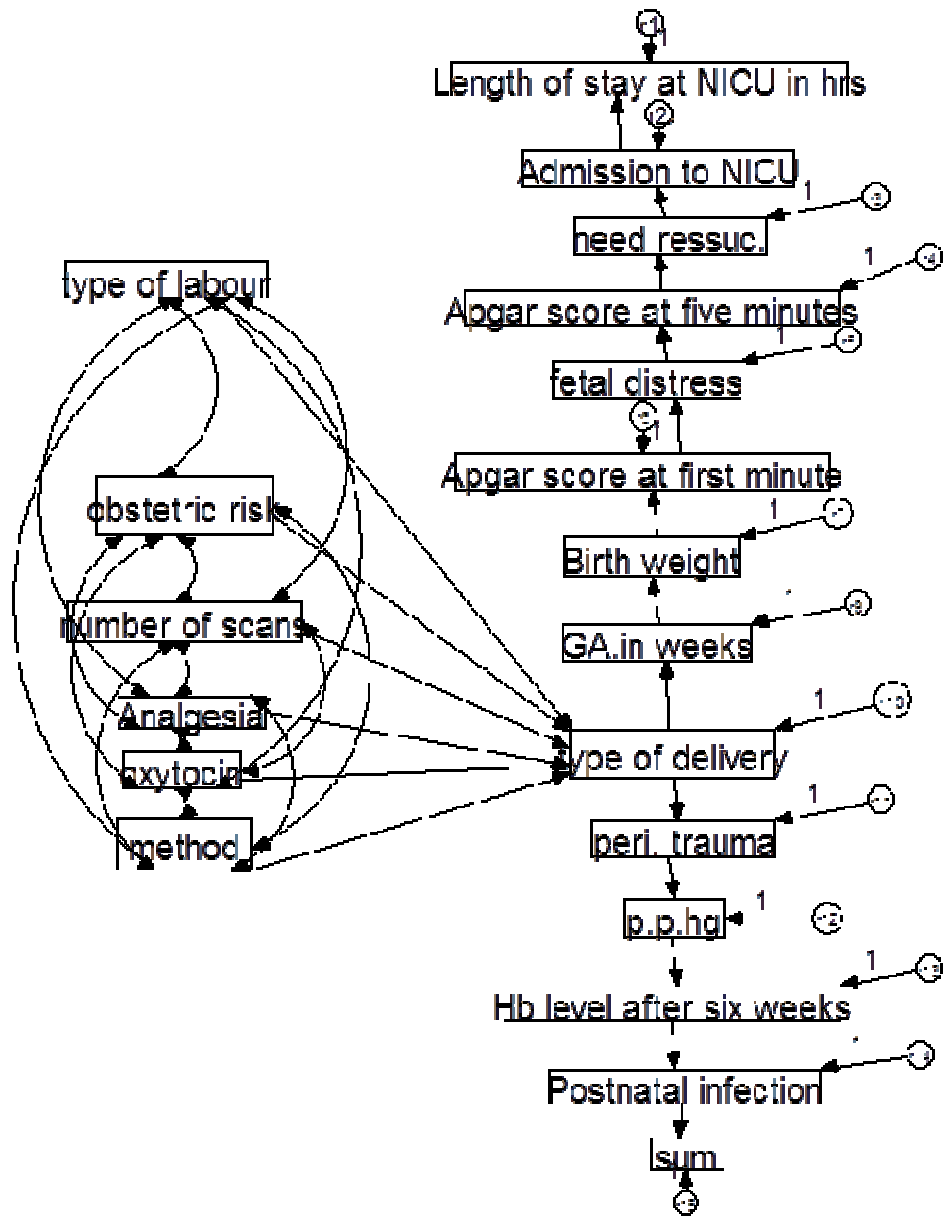 r1
1
Length of stay at NICU in hrs
r2
Admission to NICU
1
need ressuc.
1
type of labour
Apgar score at five minutes
1
fetal distress
1
Apgar score at first minute
obstetric risk
1
Birth weight
number of scans
GA.in weeks
Analgesia
1
type of delivery
oxytocin
1
method
peri. trauma
1
p.p.hg
1
Hb level after six weeks
Postnatal infection
sum